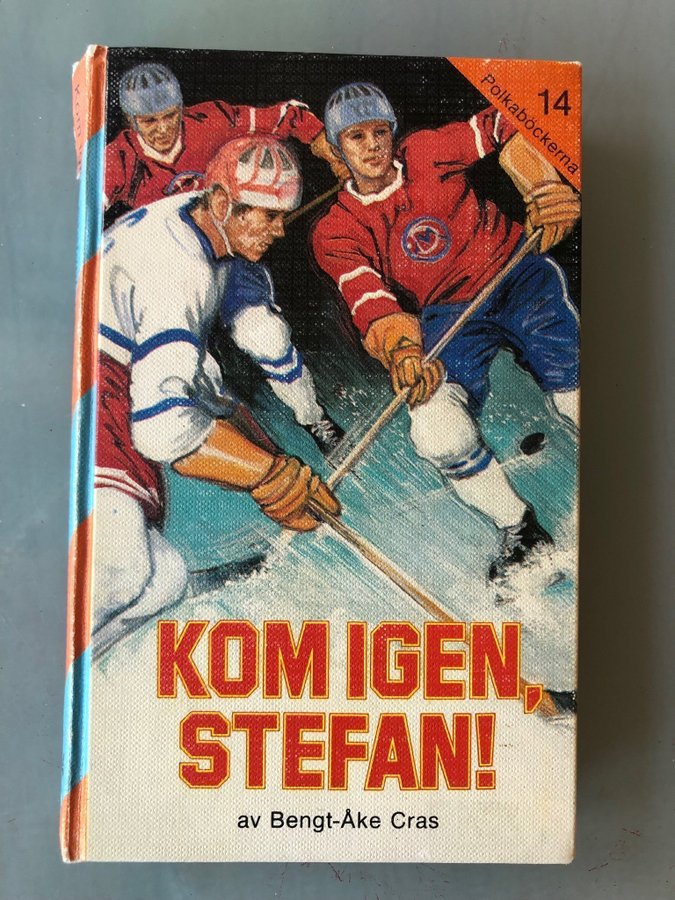 14
Polkaböckerna
KOM IGEN,
STEFAN!
av Bengt-Åke Cras